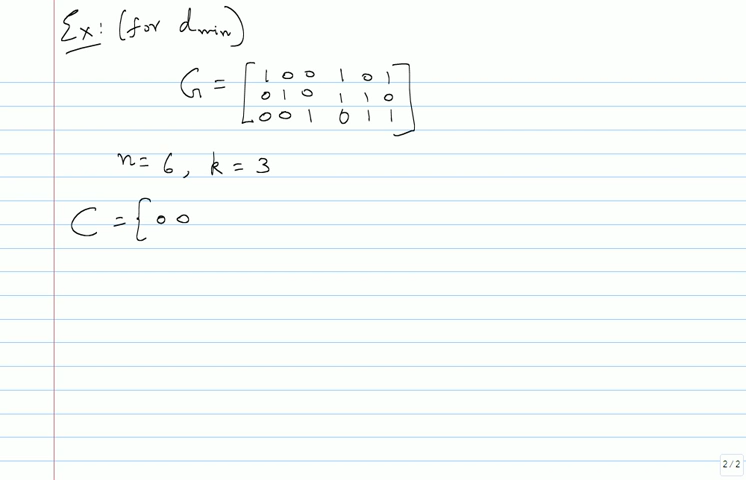 Ex: (for dmin)
G = [1 0 0 1 0 1
0 1 0 1 1 0
0 0 1 0 1 1]
n = 6, k = 3
C = { 0 0
2 / 2